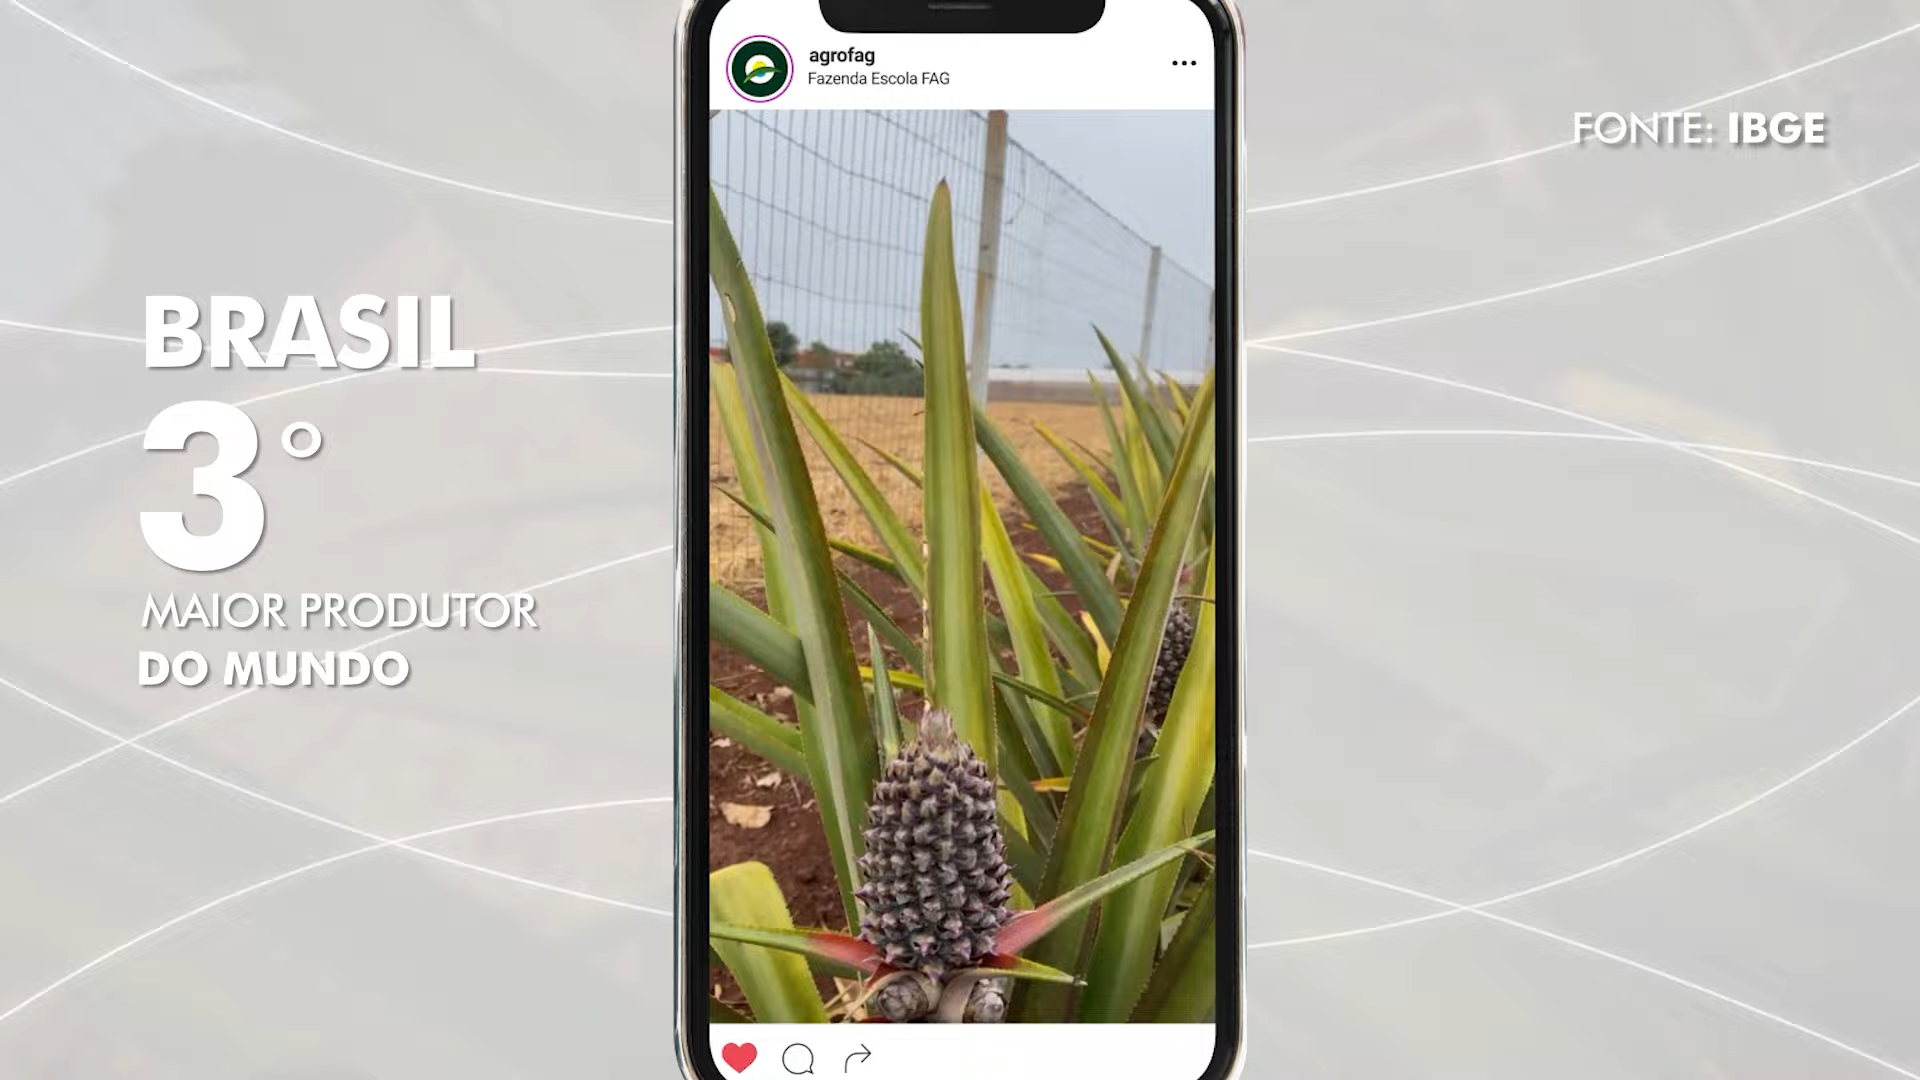 agrofag
Fazenda Escola FAG
FONTE: IBGE
BRASIL
3°
MAIOR PRODUTOR
DO MUNDO